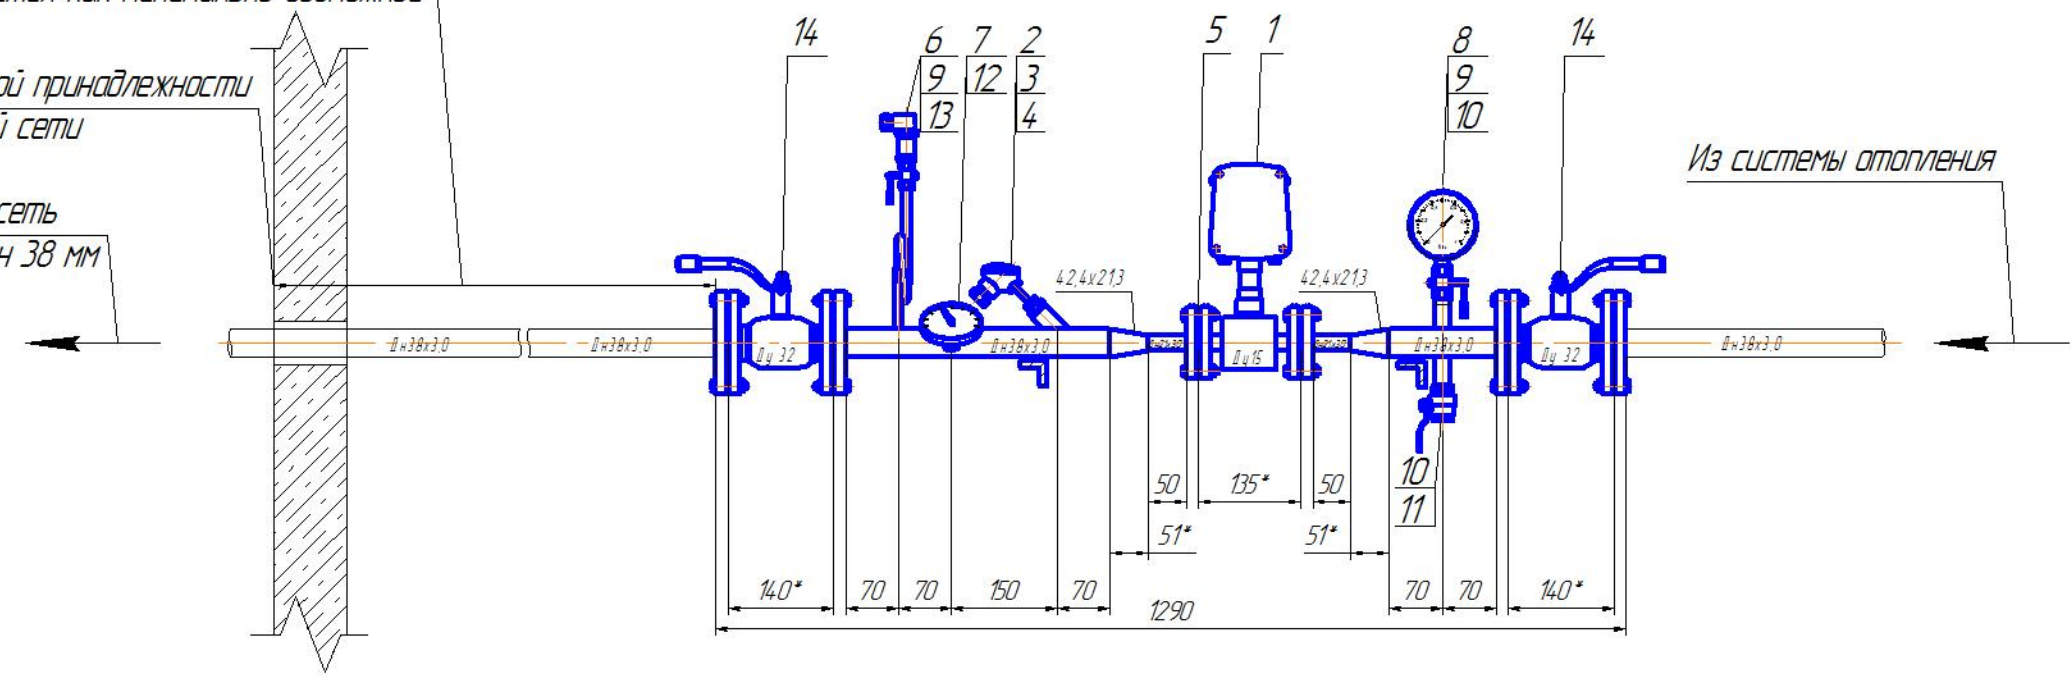 14
6
9
13
7
12
2
3
4
5
1
8
9
10
14
ой принадлежности
й сети
Из системы отопления
сеть
н 38 мм
42,4х21,3
42,4х21,3
Дн38х3,0
Дн38х3,0
Ду 32
Дн38х3,0
Ду15
Дн38х3,0
Ду 32
Дн38х3,0
10
11
50
135*
50
51*
51*
140*
70
70
150
70
70
70
140*
1290